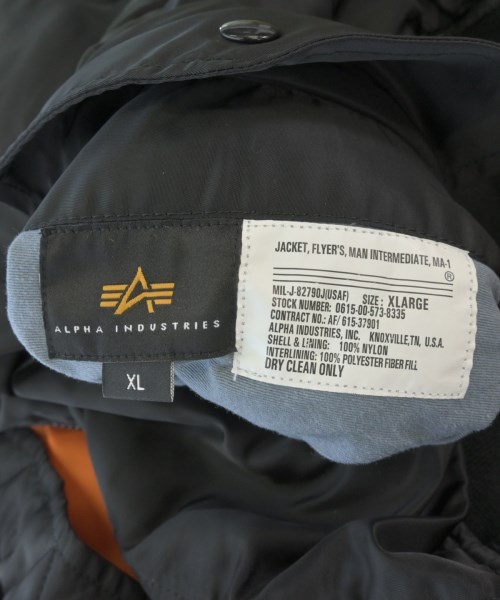 ALPHA INDUSTRIES
XL
JACKET, FLYER'S, MAN INTERMEDIATE, MA-1
®
MIL-J-82790J(USAF) SIZE: XLARGE
STOCK NUMBER: 0615-00-573-8335
CONTRACT NO: AF/ 615-37901
ALPHA INDUSTRIES, INC. KNOXVILLE,TN, U.S.A.
SHELL & LINING: 100% NYLON
INTERLINING: 100% POLYESTER FIBER FILL
DRY CLEAN ONLY